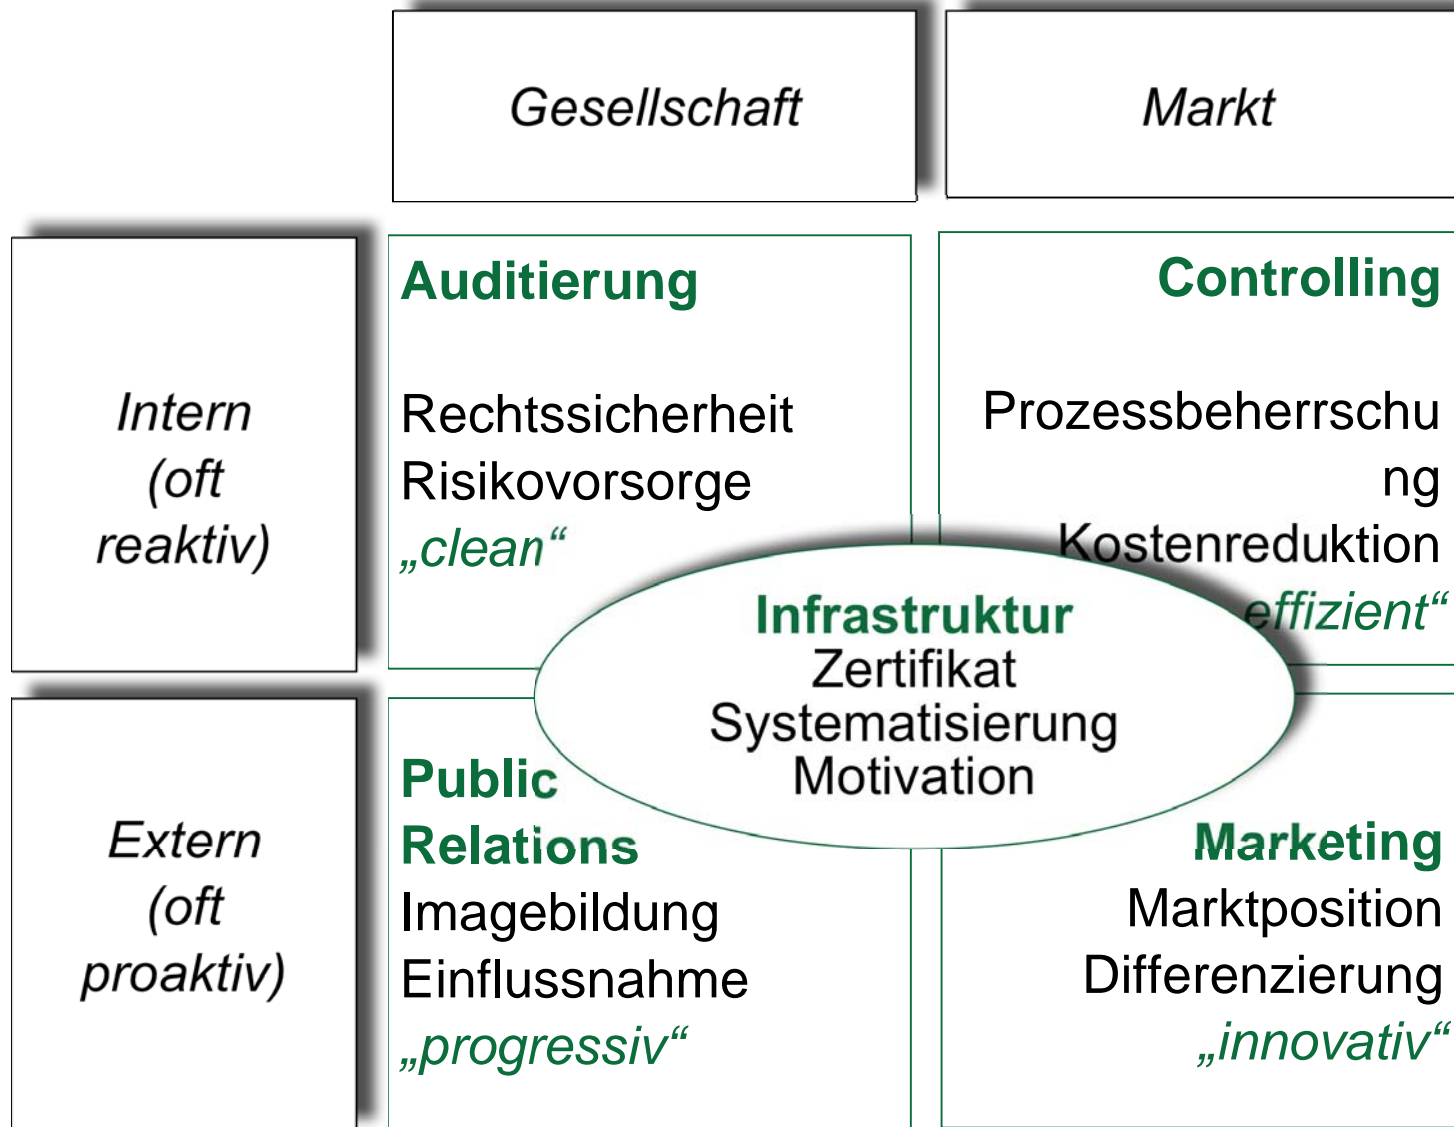 Gesellschaft
Markt
Intern
(oft
reaktiv)
Auditierung
Rechtssicherheit
Risikovorsorge
„clean“
Controlling
Prozessbeherrschu
ng
Kostenreduktion
effizient“
Infrastruktur
Zertifikat
Systematisierung
Motivation
Extern
(oft
proaktiv)
Public
Relations
Imagebildung
Einflussnahme
„progressiv“
Marketing
Marktposition
Differenzierung
„innovativ“